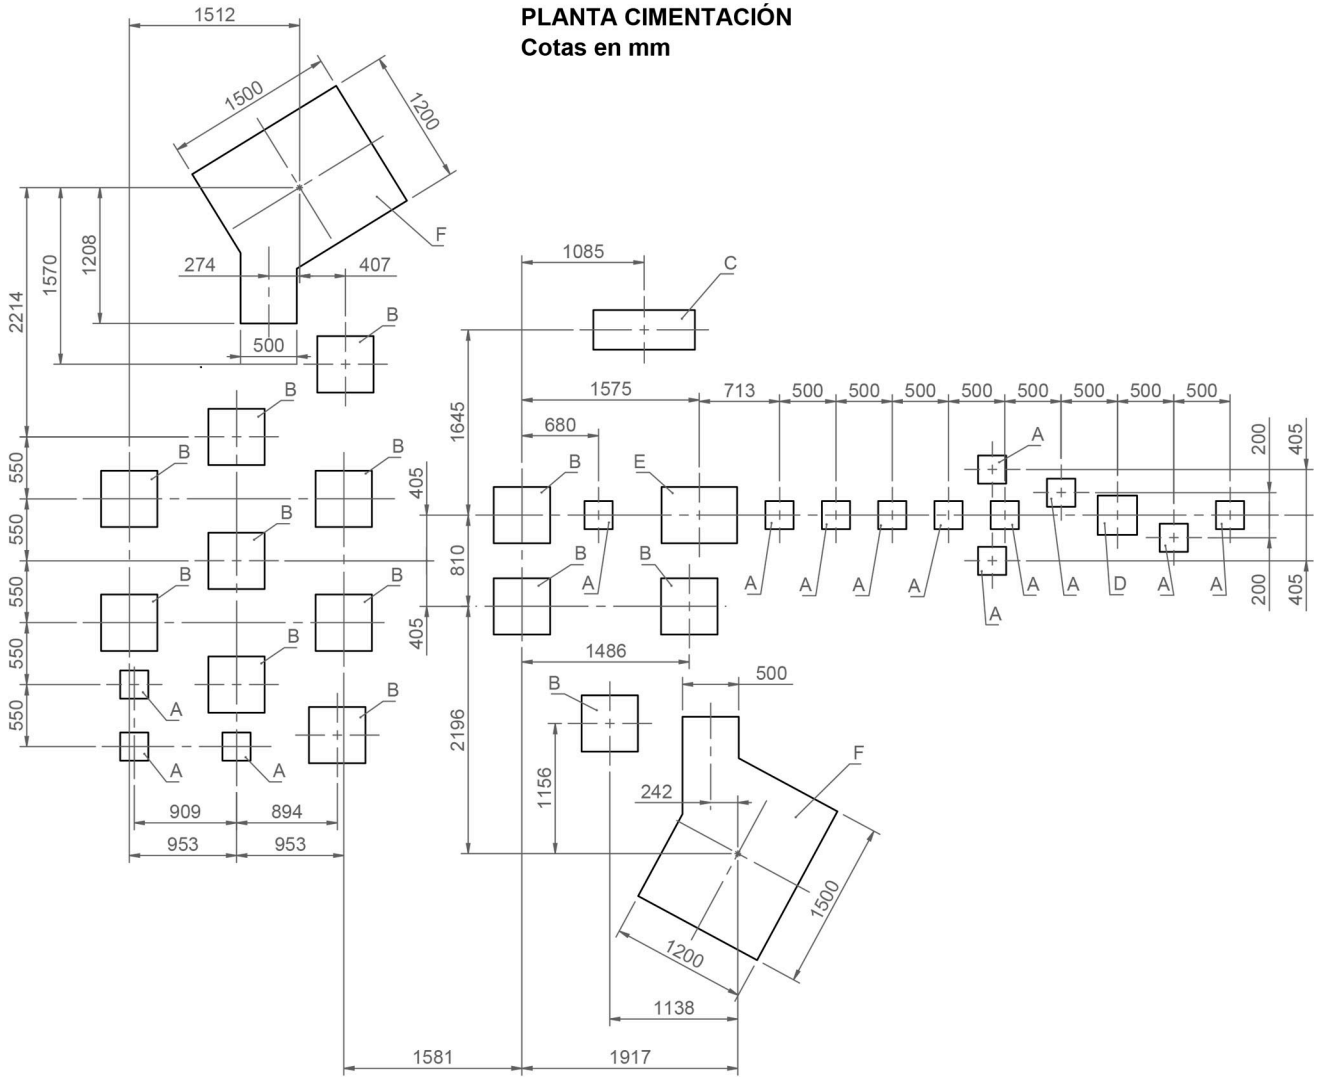 PLANTA CIMENTACIÓN
Cotas en mm
1512
1500
1200
F
2214
1570
1208
274
407
500
B
B
B
B
B
B
B
B
B
A
A
A
550
550
550
550
550
909
894
953
953
1085
C
1575
713
500
500
500
500
500
500
500
500
680
1645
405
810
405
B
E
A
B
B
A
A
A
A
A
A
A
A
D
A
A
200
405
200
405
1486
500
2196
B
1156
242
F
1500
1200
1138
1581
1917